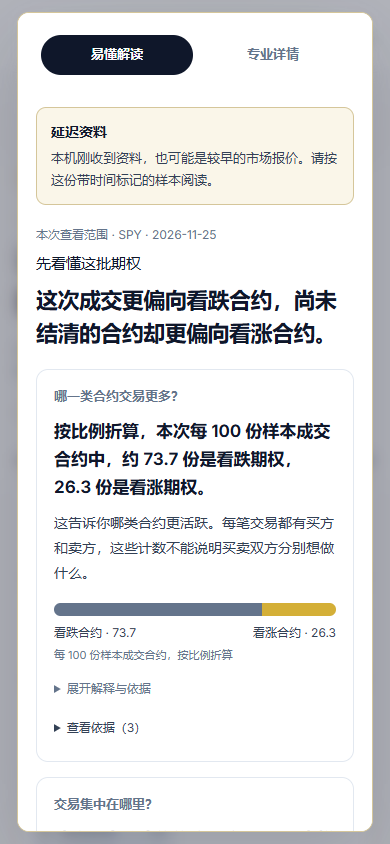 易懂解读
专业详情
延迟资料
本机刚收到资料，也可能是较早的市场报价。请按
这份带时间标记的样本阅读。
本次查看范围 · SPY · 2026-11-25
先看懂这批期权
这次成交更偏向看跌合约，尚未
结清的合约却更偏向看涨合约。
哪一类合约交易更多？
按比例折算，本次每 100 份样本成交
合约中，约 73.7 份是看跌期权，
26.3 份是看涨期权。
这告诉你哪类合约更活跃。每笔交易都有买方
和卖方，这些计数不能说明买卖双方分别想做
什么。
看跌合约 · 73.7
看涨合约 · 26.3
每 100 份样本成交合约，按比例折算
▶ 展开解释与依据
▶ 查看依据（3）
交易集中在哪里？